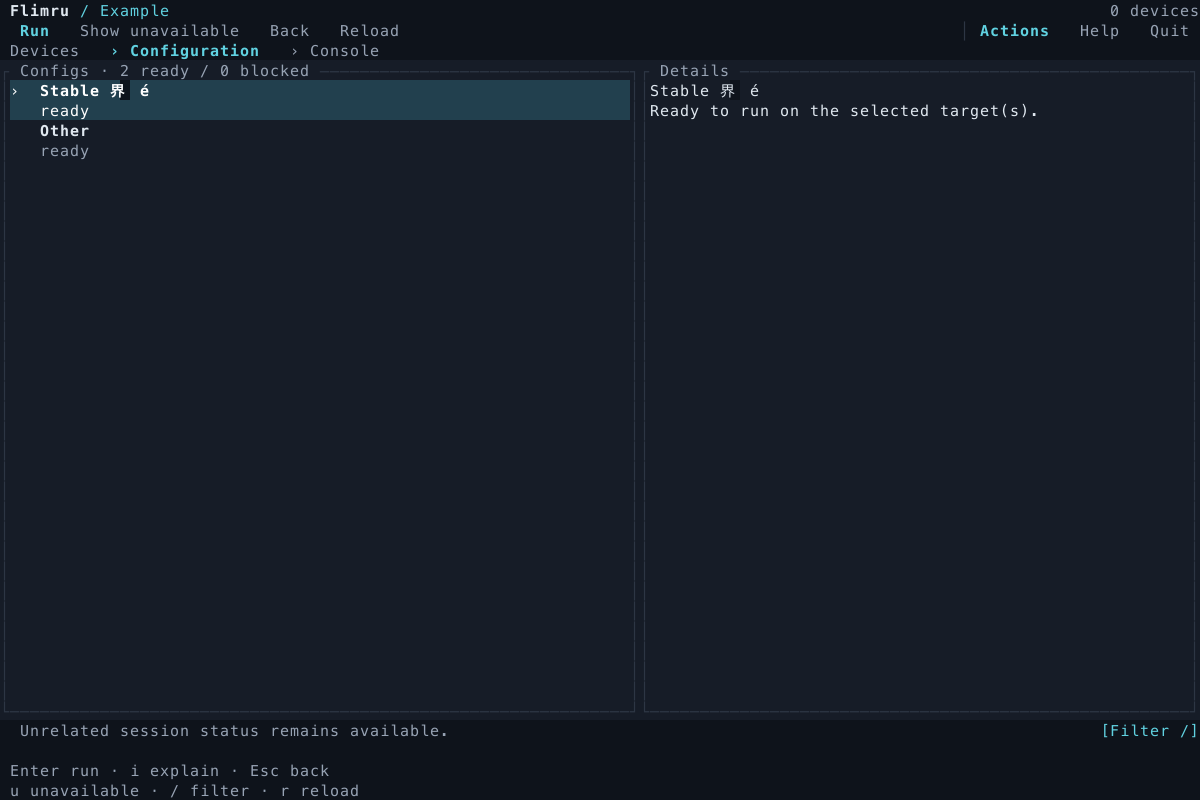 Flimru / Example 0 devices
Run Show unavailable Back Reload Actions Help Quit
Devices › Configuration › Console
Configs · 2 ready / 0 blocked
› Stable 界 é
ready
Other
ready
Details
Stable 界 é
Ready to run on the selected target(s).
Unrelated session status remains available. [Filter /]
Enter run · i explain · Esc back
u unavailable · / filter · r reload